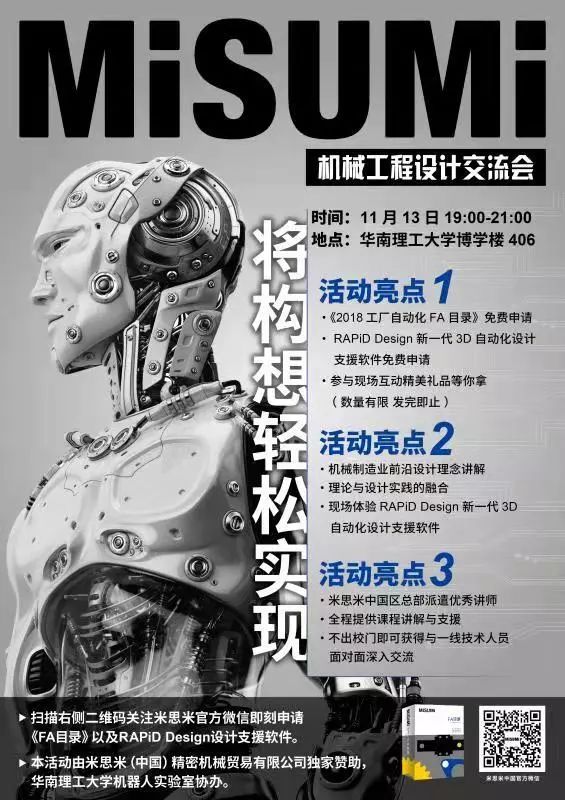 MiSUMi
机械工程设计交流会
时间：11 月 13 日 19:00-21:00
地点：华南理工大学博学楼 406
将构想轻松实现
活动亮点1
·《2018 工厂自动化 FA 目录》免费申请
· RAPiD Design 新一代 3D 自动化设计
支援软件免费申请
· 参与现场互动精美礼品等你拿
（ 数量有限 发完即止 ）
活动亮点2
· 机械制造业前沿设计理念讲解
· 理论与设计实践的融合
· 现场体验 RAPiD Design 新一代 3D
自动化设计支援软件
活动亮点3
· 米思米中国区总部派遣优秀讲师
· 全程提供课程讲解与支援
· 不出校门即可获得与一线技术人员
面对面深入交流
▶ 扫描右侧二维码关注米思米官方微信即刻申请
《FA目录》以及RAPiD Design设计支援软件。
▶ 本活动由米思米（中国）精密机械贸易有限公司独家赞助，
华南理工大学机器人实验室协办。
MiSUMi
FA目录
米思米中国官方微信